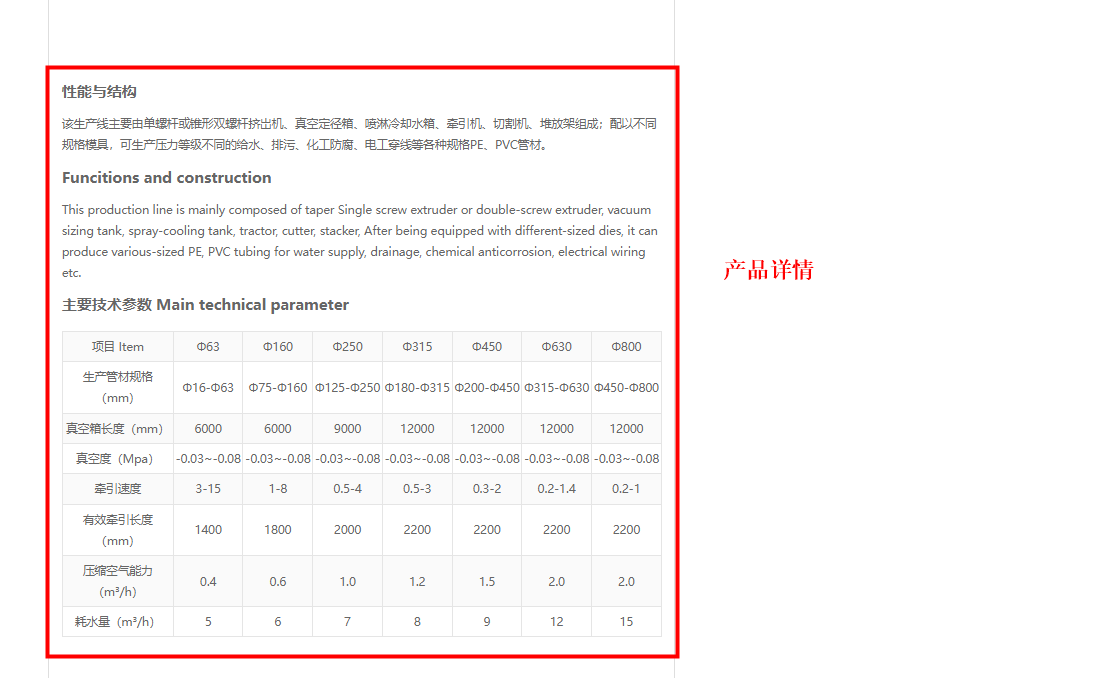 性能与结构
该生产线主要由单螺杆或锥形双螺杆挤出机、真空定径箱、喷淋冷却水箱、牵引机、切割机、堆放架组成；配以不同
规格模具，可生产压力等级不同的给水、排污、化工防腐、电工穿线等各种规格PE、PVC管材。
Funcitions and construction
This production line is mainly composed of taper Single screw extruder or double-screw extruder, vacuum
sizing tank, spray-cooling tank, tractor, cutter, stacker, After being equipped with different-sized dies, it can
produce various-sized PE, PVC tubing for water supply, drainage, chemical anticorrosion, electrical wiring
etc.
产品详情
主要技术参数 Main technical parameter
项目 Item Φ63 Φ160 Φ250 Φ315 Φ450 Φ630 Φ800
生产管材规格
（mm） Φ16-Φ63 Φ75-Φ160 Φ125-Φ250 Φ180-Φ315 Φ200-Φ450 Φ315-Φ630 Φ450-Φ800
真空箱长度（mm） 6000 6000 9000 12000 12000 12000 12000
真空度（Mpa） -0.03~-0.08 -0.03~-0.08 -0.03~-0.08 -0.03~-0.08 -0.03~-0.08 -0.03~-0.08 -0.03~-0.08
牵引速度 3-15 1-8 0.5-4 0.5-3 0.3-2 0.2-1.4 0.2-1
有效牵引长度
（mm） 1400 1800 2000 2200 2200 2200 2200
压缩空气能力
（m³/h） 0.4 0.6 1.0 1.2 1.5 2.0 2.0
耗水量（m³/h） 5 6 7 8 9 12 15